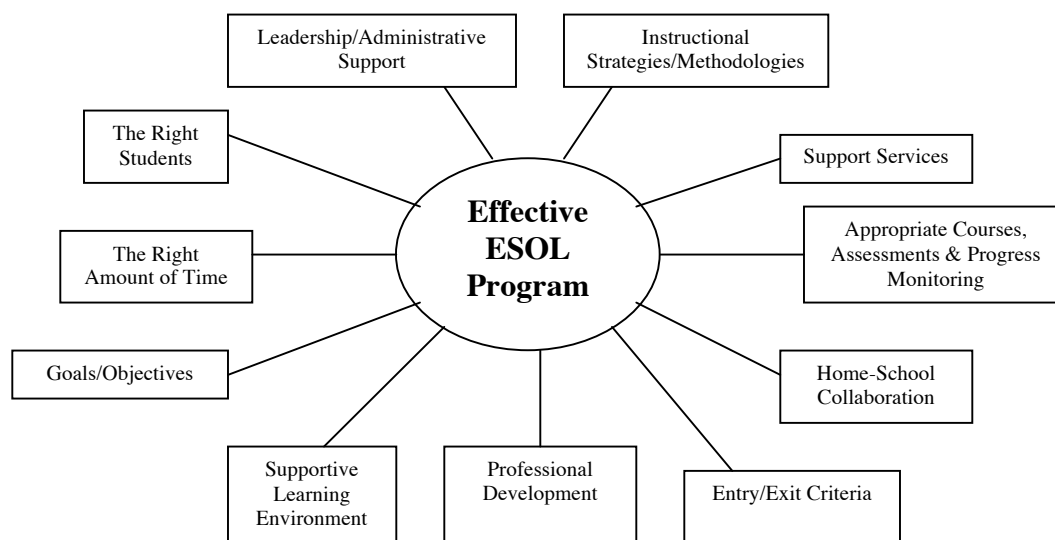 Leadership/Administrative
Support
Instructional
Strategies/Methodologies
The Right
Students
Support Services
Effective
ESOL
Program
The Right
Amount of Time
Appropriate Courses,
Assessments & Progress
Monitoring
Goals/Objectives
Home-School
Collaboration
Supportive
Learning
Environment
Professional
Development
Entry/Exit Criteria